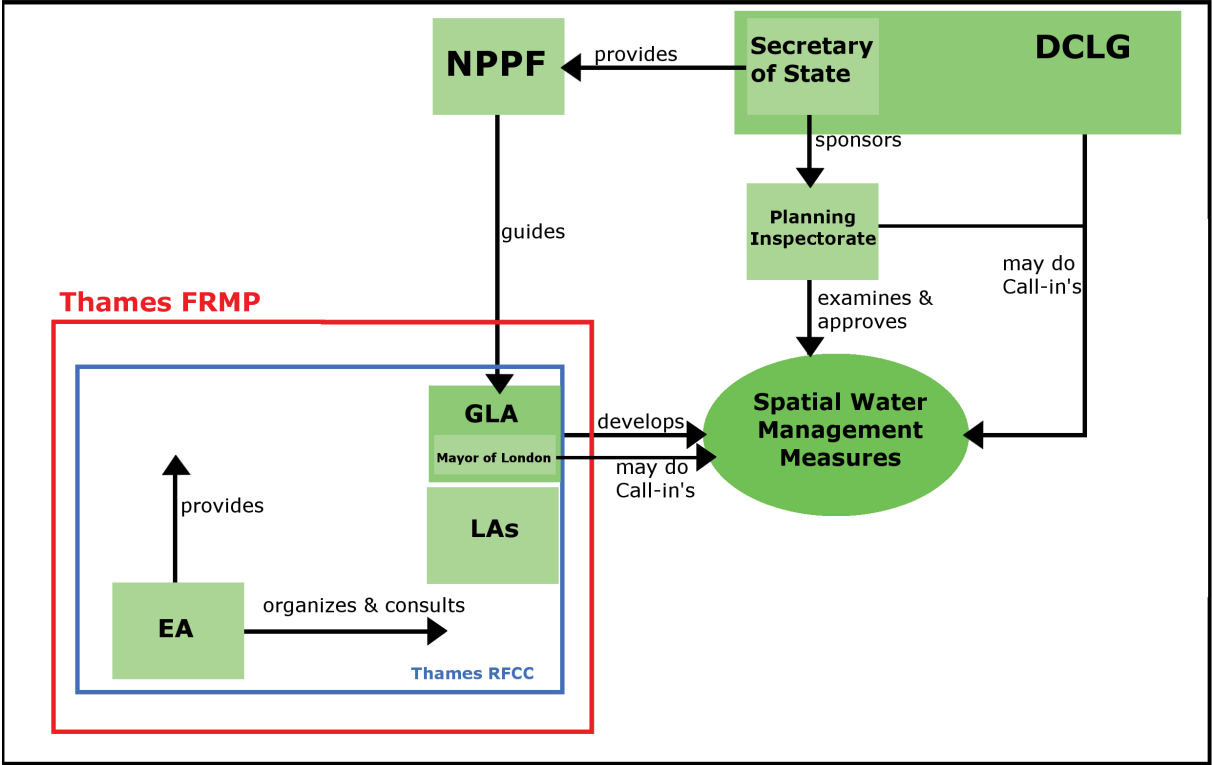 NPPF
provides
Secretary
of State
DCLG
sponsors
Planning
Inspectorate
guides
may do
Call-in's
examines &
approves
Thames FRMP
GLA
Mayor of London
develops
may do
Call-in's
Spatial Water
Management
Measures
LAs
provides
EA
organizes & consults
Thames RFCC